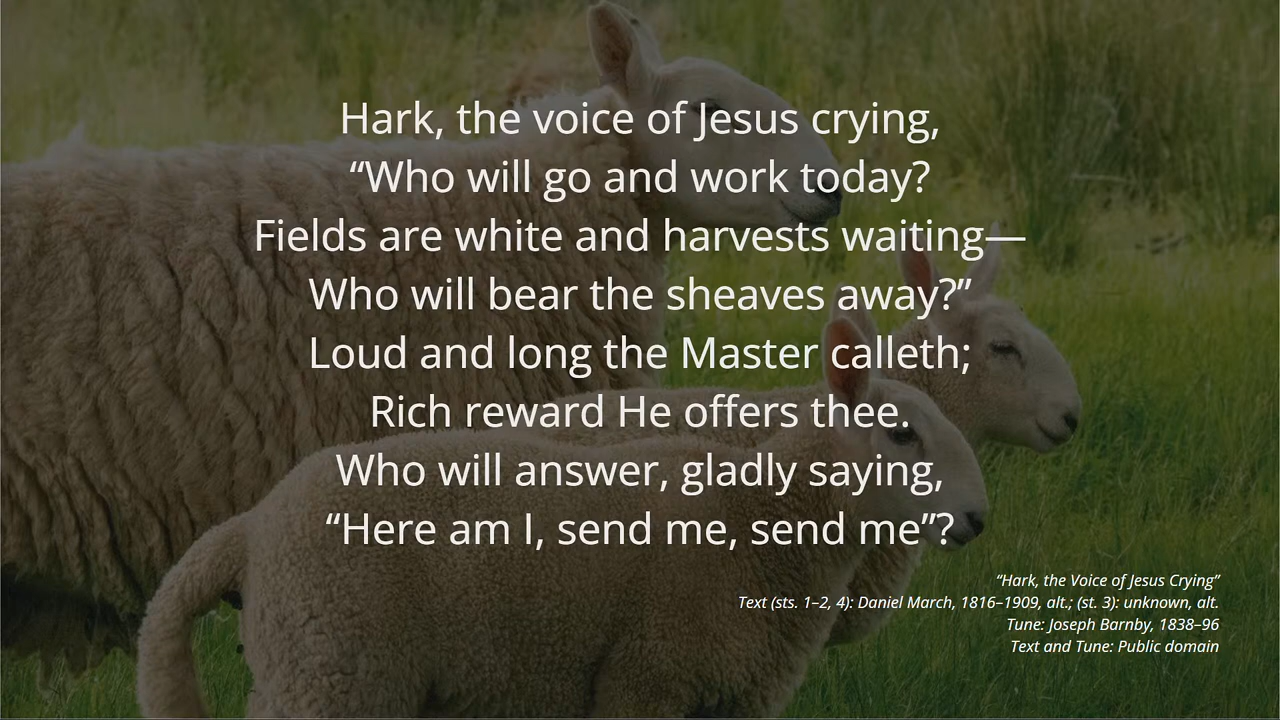 Hark, the voice of Jesus crying,
“Who will go and work today?
Fields are white and harvests waiting—
Who will bear the sheaves away?”
Loud and long the Master calleth;
Rich reward He offers thee.
Who will answer, gladly saying,
“Here am I, send me, send me”?
“Hark, the Voice of Jesus Crying”
Text (sts. 1–2, 4): Daniel March, 1816–1909, alt.; (st. 3): unknown, alt.
Tune: Joseph Barnby, 1838–96
Text and Tune: Public domain